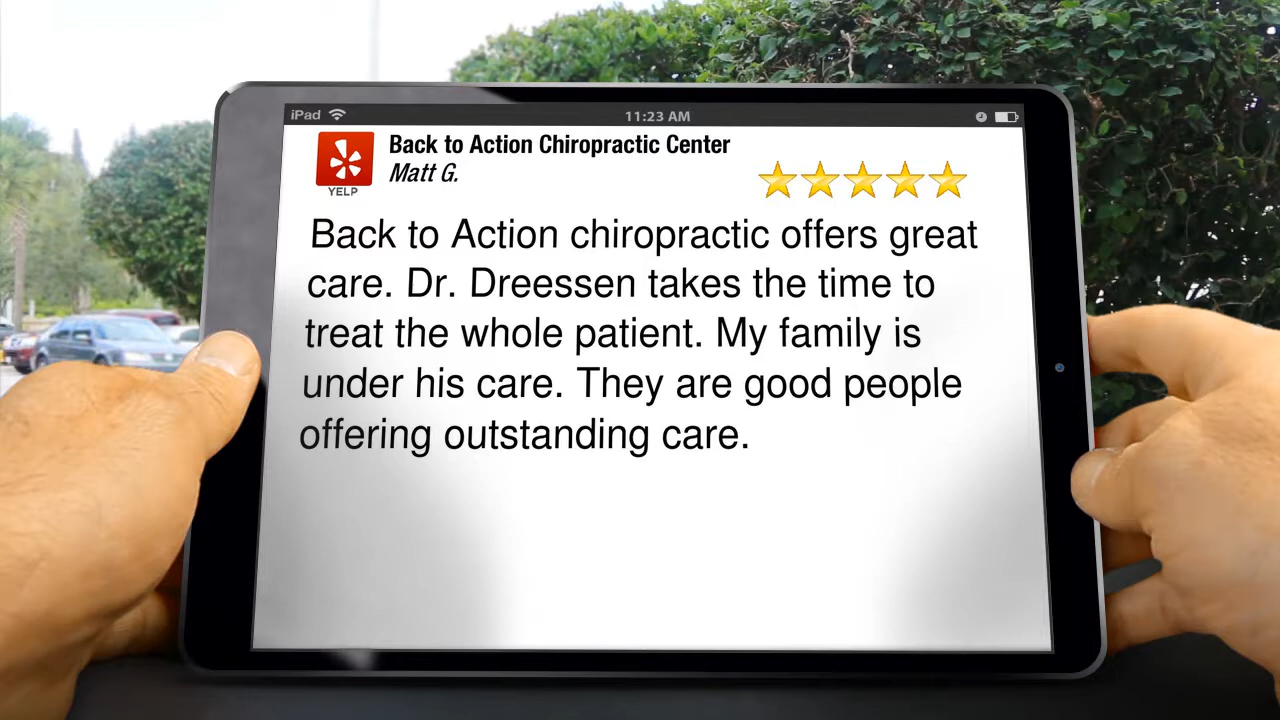 iPad 11:23 AM
Back to Action Chiropractic Center
Matt G.
YELP
Back to Action chiropractic offers great
care. Dr. Dreessen takes the time to
treat the whole patient. My family is
under his care. They are good people
offering outstanding care.